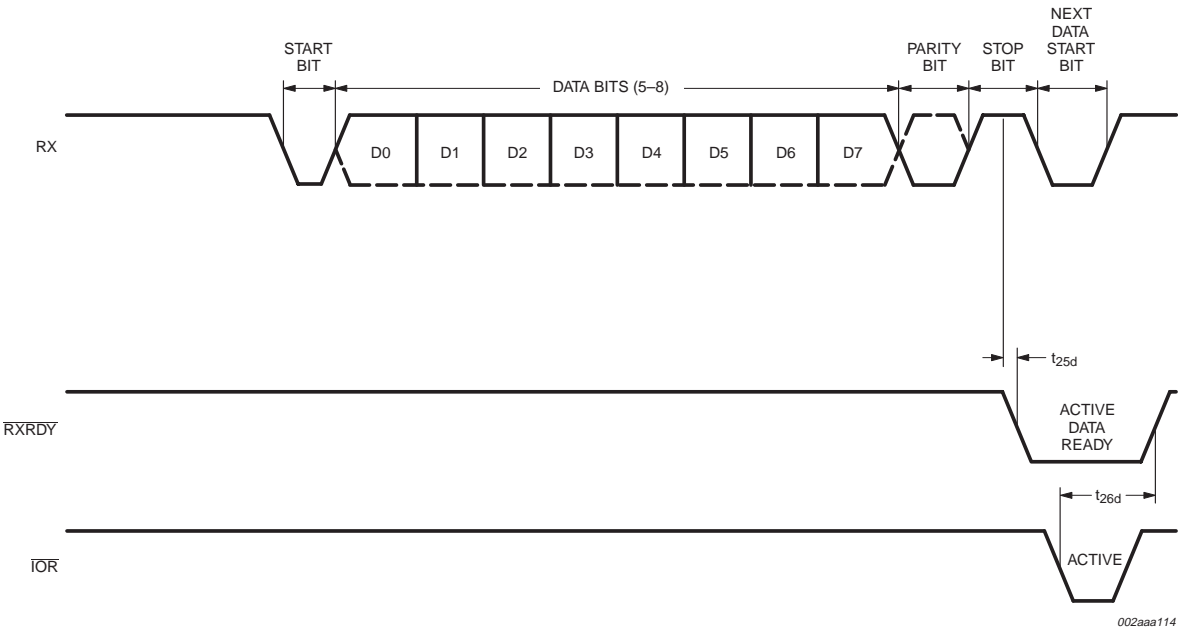 START
BIT
DATA BITS (5–8)
PARITY
BIT
STOP
BIT
NEXT
DATA
START
BIT
RX
D0
D1
D2
D3
D4
D5
D6
D7
t25d
RXRDY
ACTIVE
DATA
READY
t26d
IOR
ACTIVE
002aaa114